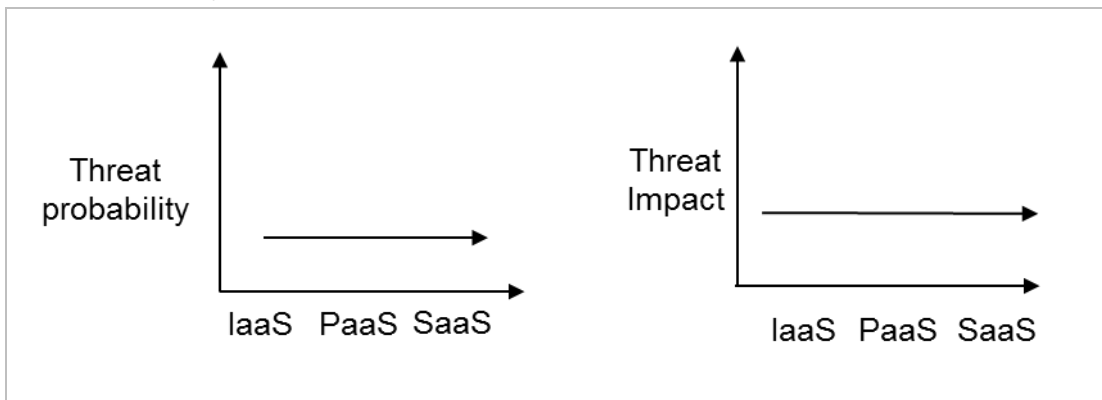 Threat
probability
IaaS PaaS SaaS
Threat
Impact
IaaS PaaS SaaS